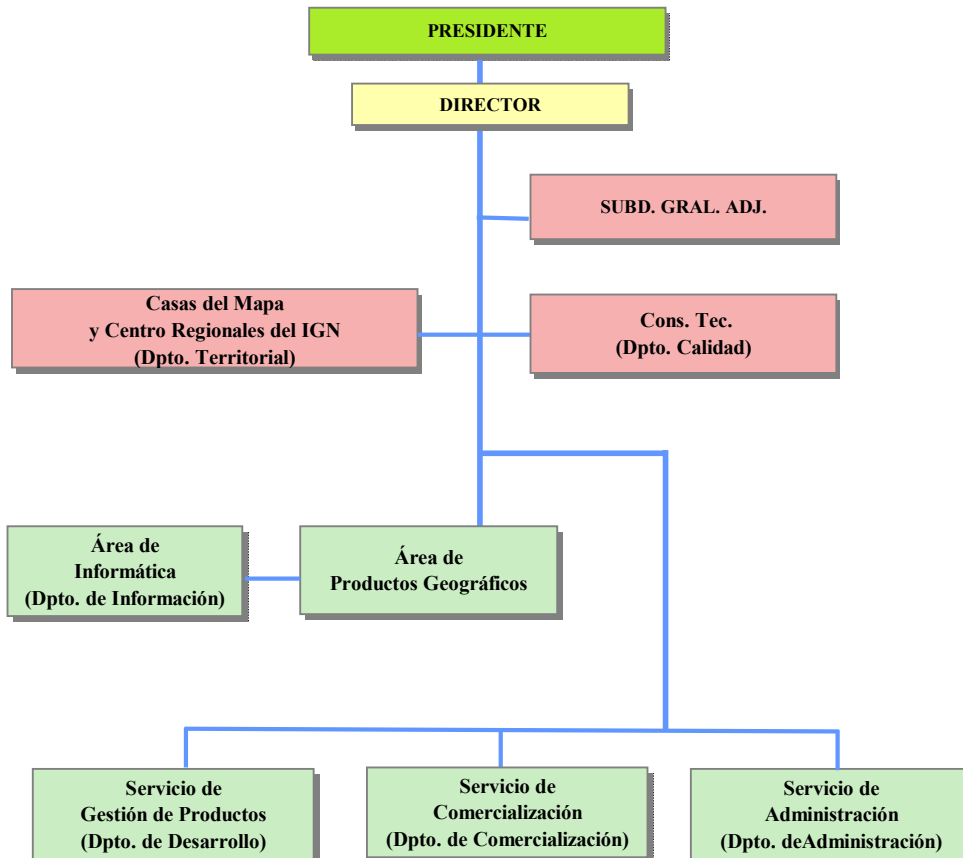 PRESIDENTE
DIRECTOR
SUBD. GRAL. ADJ.
Casas del Mapa
y Centro Regionales del IGN
(Dpto. Territorial)
Cons. Tec.
(Dpto. Calidad)
Área de
Informática
(Dpto. de Información)
Área de
Productos Geográficos
Servicio de
Gestión de Productos
(Dpto. de Desarrollo)
Servicio de
Comercialización
(Dpto. de Comercialización)
Servicio de
Administración
(Dpto. deAdministración)